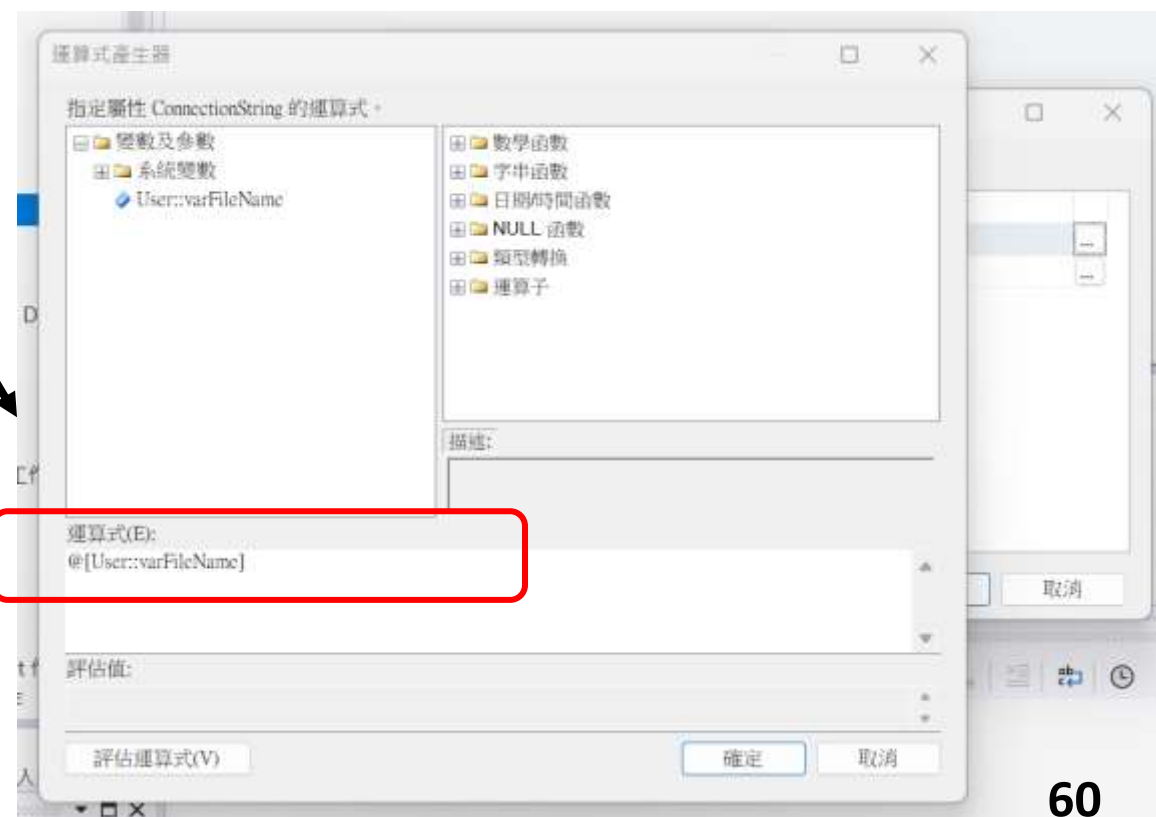 運算式產生器
指定屬性 ConnectionString 的運算式。
變數及參數
系統變數
User::varFileName
數學函數
字串函數
日期/時間函數
NULL 函數
類型轉換
運算子
描述:
運算式(E):
@[User::varFileName]
評估值:
評估運算式(V)
確定
取消
...
...
取消
D
人
60